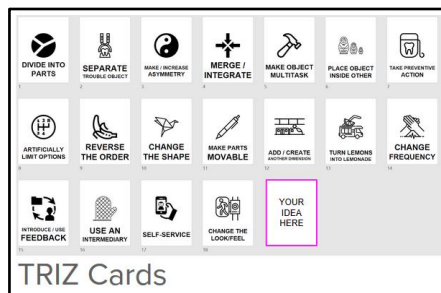 DIVIDE INTO
PARTS
1
SEPARATE
TROUBLE OBJECT
2
MAKE / INCREASE
ASYMMETRY
3
MERGE /
INTEGRATE
4
MAKE OBJECT
MULTITASK
5
PLACE OBJECT
INSIDE OTHER
6
TAKE PREVENTIVE
ACTION
7
ARTIFICIALLY
LIMIT OPTIONS
8
REVERSE
THE ORDER
9
CHANGE
THE SHAPE
10
MAKE PARTS
MOVABLE
11
ADD / CREATE
ANOTHER DIMENSION
12
TURN LEMONS
INTO LEMONADE
13
CHANGE
FREQUENCY
14
INTRODUCE / USE
FEEDBACK
15
USE AN
INTERMEDIARY
16
SELF-SERVICE
17
CHANGE THE
LOOK/FEEL
18
YOUR
IDEA
HERE
TRIZ Cards